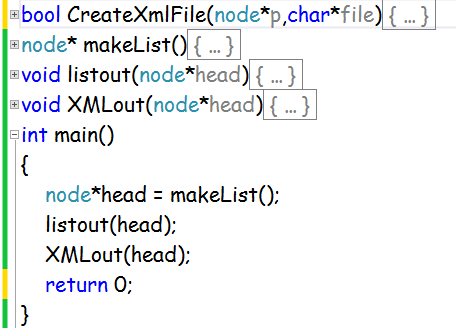 bool CreateXmlFile(node*p,char*file){ ... }
node* makeList(){ ... }
void listout(node*head){ ... }
void XMLout(node*head){ ... }
int main()
{
node*head = makeList();
listout(head);
XMLout(head);
return 0;
}